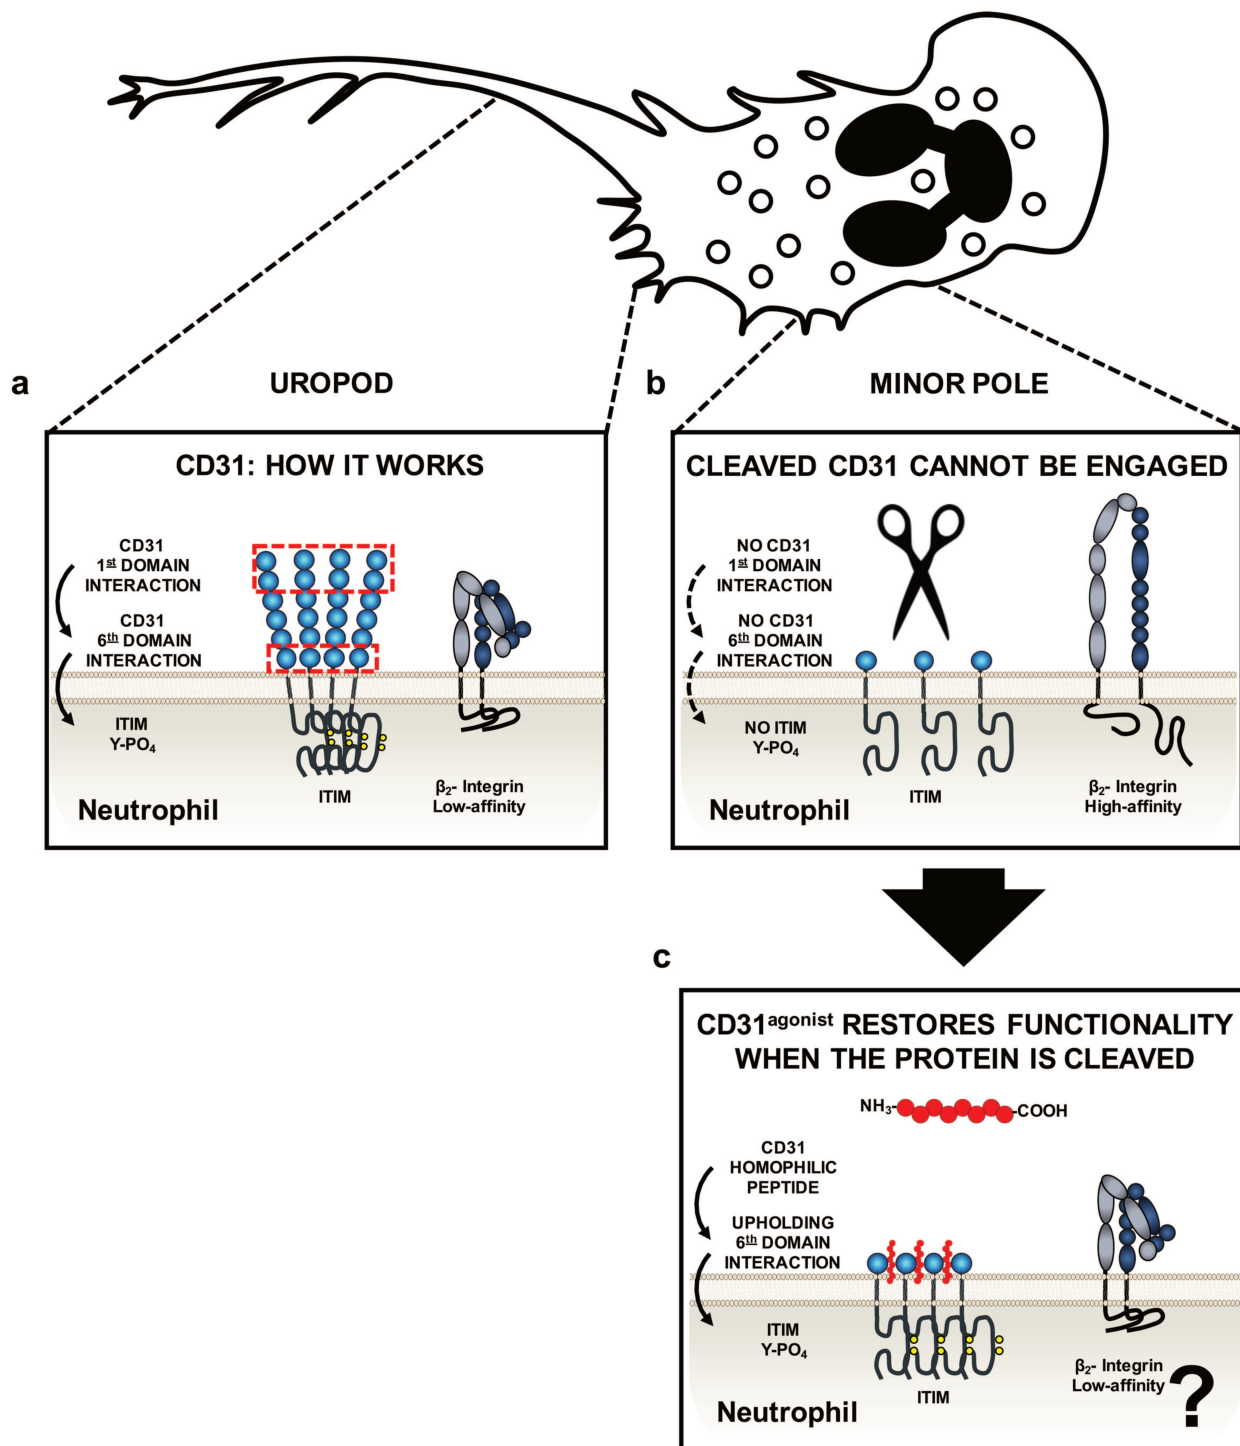 a
UROPOD
CD31: HOW IT WORKS
CD31
1st DOMAIN
INTERACTION
CD31
6th DOMAIN
INTERACTION
ITIM
Y-PO4
ITIM
β2- Integrin
Low-affinity
Neutrophil
b
MINOR POLE
CLEAVED CD31 CANNOT BE ENGAGED
NO CD31
1st DOMAIN
INTERACTION
NO CD31
6th DOMAIN
INTERACTION
NO ITIM
Y-PO4
ITIM
β2- Integrin
High-affinity
Neutrophil
c
CD31agonist RESTORES FUNCTIONALITY
WHEN THE PROTEIN IS CLEAVED
NH3- -COOH
CD31
HOMOPHILIC
PEPTIDE
UPHOLDING
6th DOMAIN
INTERACTION
ITIM
Y-PO4
ITIM
β2- Integrin
Low-affinity
?
Neutrophil